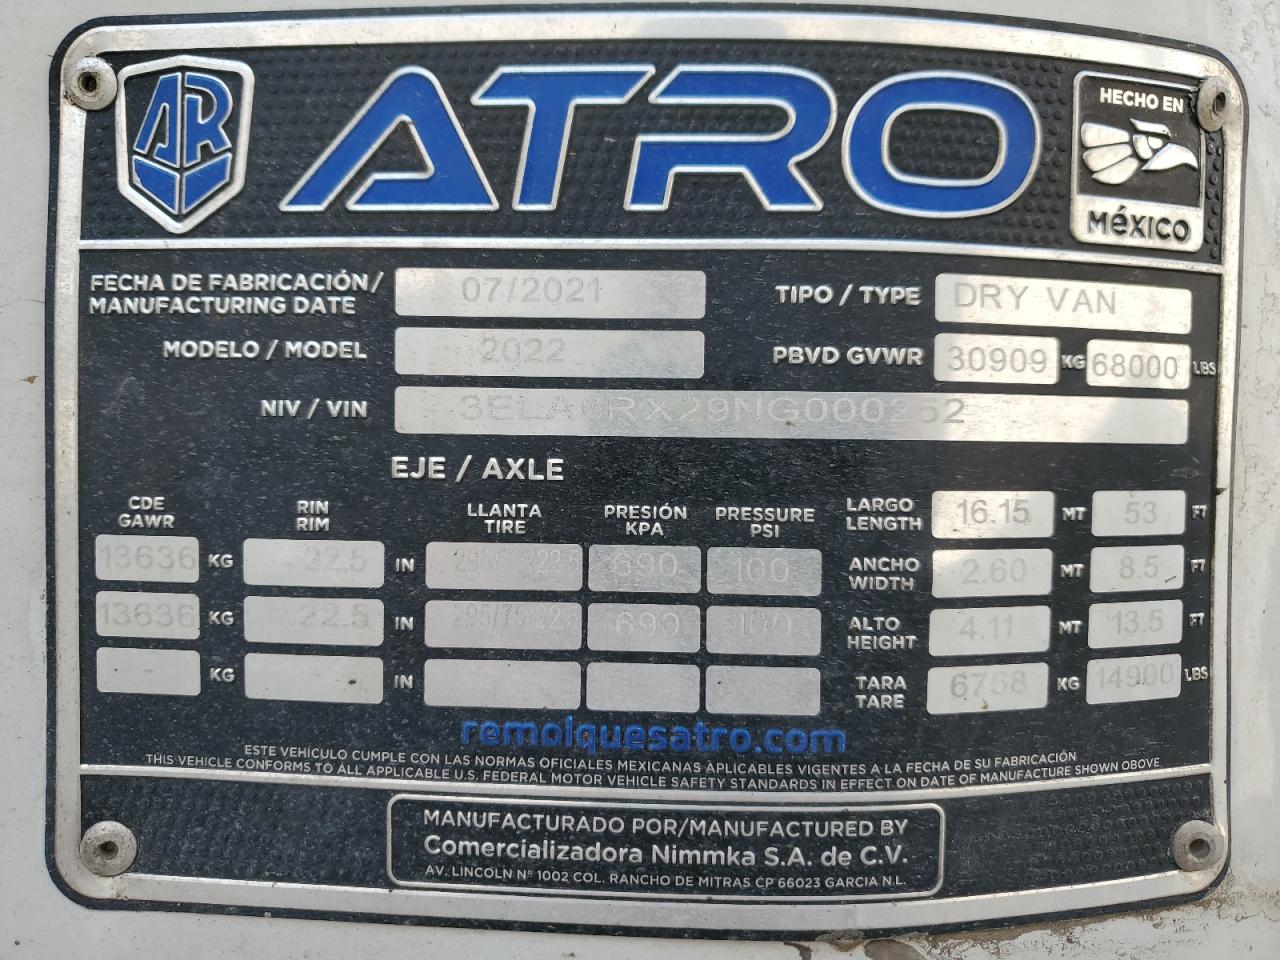 AR ATRO
HECHO EN
MéXICO
FECHA DE FABRICACIÓN/
MANUFACTURING DATE
07/2021
TIPO / TYPE DRY VAN
MODELO / MODEL 2022
PBVD GVWR 30909 KG 68000 LBS
NIV / VIN
EJE / AXLE
CDE
GAWR
RIN
RIM
LLANTA
TIRE
PRESIÓN
KPA
PRESSURE
PSI
LARGO
LENGTH
16.15 MT 53 FT
13636 KG 22.5 IN 690 100
ANCHO
WIDTH
2.60 MT 8.5 FT
13636 KG 22.5 IN 295/75/22.5 690 100
ALTO
HEIGHT
4.11 MT 13.5 FT
- KG IN
TARA
TARE
6758 KG 14900 LBS
remolquesatro.com
ESTE VEHÍCULO CUMPLE CON LAS NORMAS OFICIALES MEXICANAS APLICABLES VIGENTES A LA FECHA DE SU FABRICACIÓN
THIS VEHICLE CONFORMS TO ALL APPLICABLE U.S. FEDERAL MOTOR VEHICLE SAFETY STANDARDS IN EFFECT ON DATE OF MANUFACTURE SHOWN OBOVE
MANUFACTURADO POR/MANUFACTURED BY
Comercializadora Nimmka S.A. de C.V.
AV. LINCOLN Nº 1002 COL. RANCHO DE MITRAS CP 66023 GARCIA N.L.